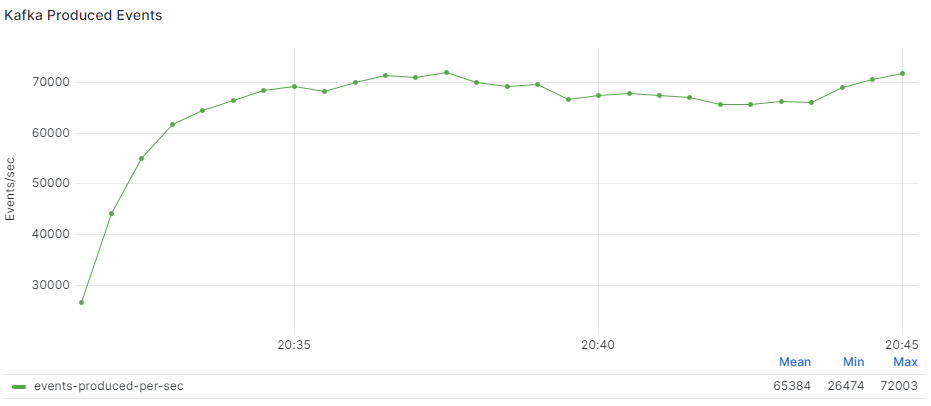 Kafka Produced Events
Events/sec
70000
60000
50000
40000
30000
20:35 20:40 20:45
Mean Min Max
events-produced-per-sec 65384 26474 72003